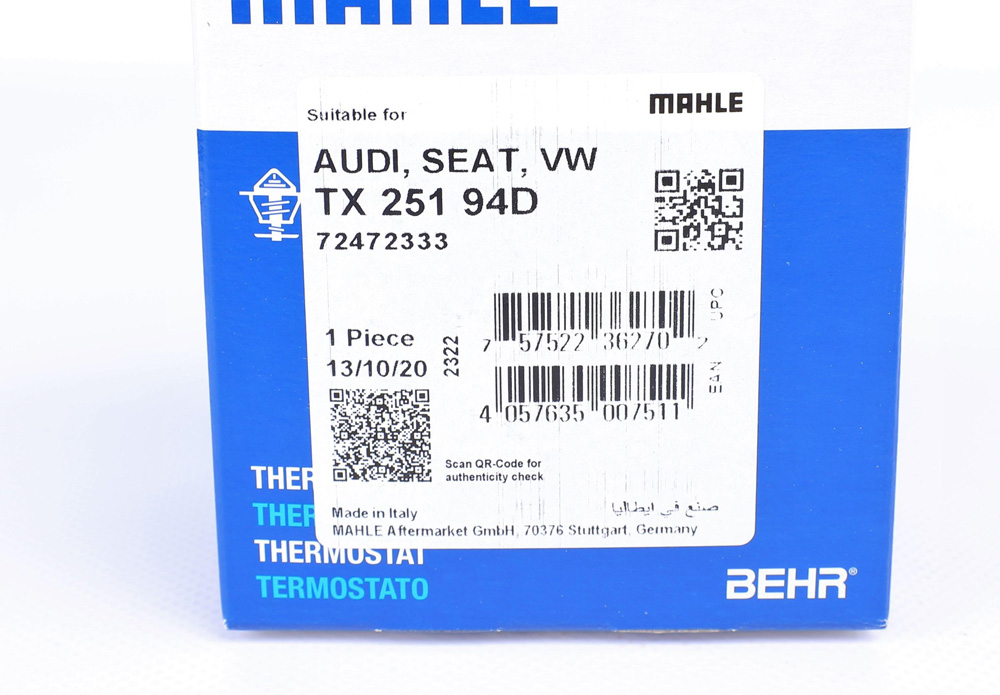 MAHLE
Suitable for
MAHLE
AUDI, SEAT, VW
TX 251 94D
72472333
1 Piece
13/10/20
2322
7 57522 36270 2
UPC
4 057635 007511
EAN
Scan QR-Code for
authenticity check
Made in Italy
صنع في ايطاليا
MAHLE Aftermarket GmbH, 70376 Stuttgart, Germany
THER
THER
THERMOSTAT
TERMOSTATO
BEHR®